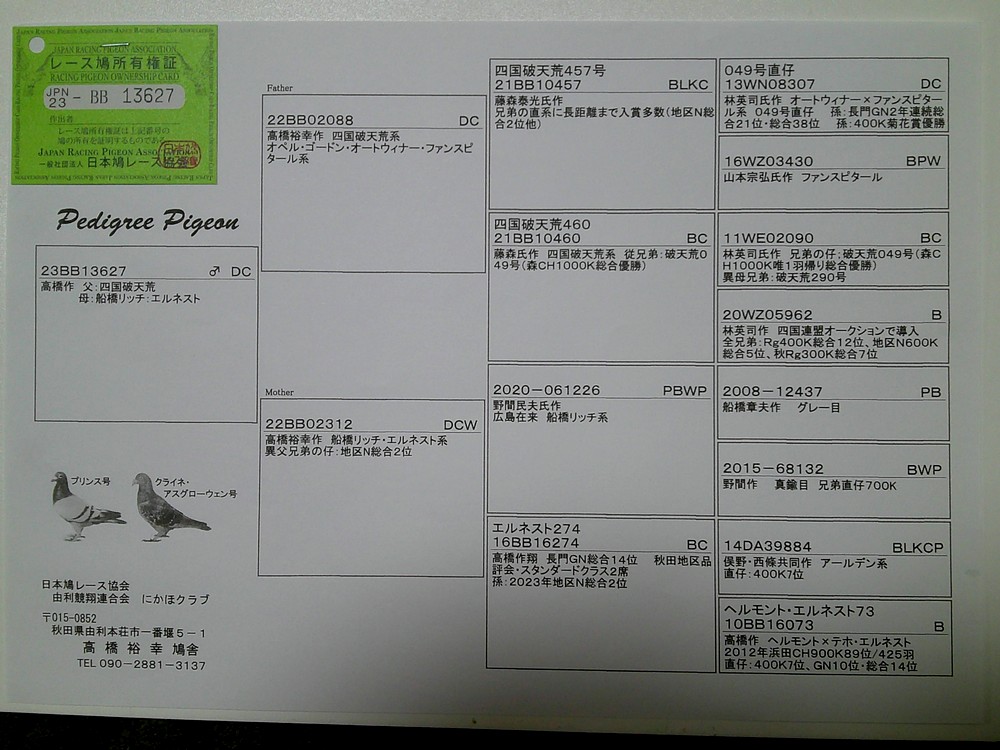 JAPAN RACING PIGEON ASSOCIATION
レース鳩所有権証
RACING PIGEON OWNERSHIP CARD
JPN
23 - BB 13627
作出者
レース鳩所有権証は上記番号の
鳩の所有を証明するものである
JAPAN RACING PIGEON ASSOCIATION
一般社団法人 日本鳩レース協会
Pedigree Pigeon
23BB13627 ♂ DC
高橋作 父:四国破天荒
母:船橋リッチ:エルネスト
プリンス号
クライネ・
アスグローウェン号
日本鳩レース協会
由利競翔連合会 にかほクラブ
〒015-0852
秋田県由利本荘市一番堰5-1
高橋裕幸 鳩舎
TEL 090-2881-3137
Father
22BB02088 DC
高橋裕幸作 四国破天荒系
オペル・ゴードン・オートウィナー・ファンスピ
タール系
Mother
22BB02312 DCW
高橋裕幸作 船橋リッチ・エルネスト系
異父兄弟の仔:地区N総合2位
四国破天荒457号
21BB10457 BLKC
藤森泰光氏作
兄弟の直系に長距離まで入賞多数(地区N総
合2位他)
四国破天荒460
21BB10460 BC
藤森氏作 四国破天荒系 従兄弟:破天荒0
49号(森CH1000K総合優勝)
2020-061226 PBWP
野間民夫氏作
広島在来 船橋リッチ系
エルネスト274
16BB16274 BC
高橋作翔 長門GN総合14位 秋田地区品
評会・スタンダードクラス2席
孫:2023年地区N総合2位
049号直仔
13WN08307 DC
林英司氏作 オートウィナー×ファンスピター
ル系 049号直仔 孫:長門GN2年連続総
合21位・総合38位 孫:400K菊花賞優勝
16WZ03430 BPW
山本宗弘氏作 ファンスピタール
11WE02090 BC
林英司氏作 兄弟の仔;破天荒049号(森C
H1000K唯1羽帰り総合優勝)
異母兄弟:破天荒290号
20WZ05962 B
林英司作 四国連盟オークションで導入
全兄弟:Rg400K総合12位、地区N600K
総合5位、秋Rg300K総合7位
2008-12437 PB
船橋章夫作 グレー目
2015-68132 BWP
野間作 真鍮目 兄弟直仔700K
14DA39884 BLKCP
俣野・西條共同作 アールデン系
直仔:400K7位
ヘルモント・エルネスト73
10BB16073 B
高橋作 ヘルモント×テホ・エルネスト
2012年浜田CH900K89位/425羽
直仔:400K7位、GN10位・総合14位